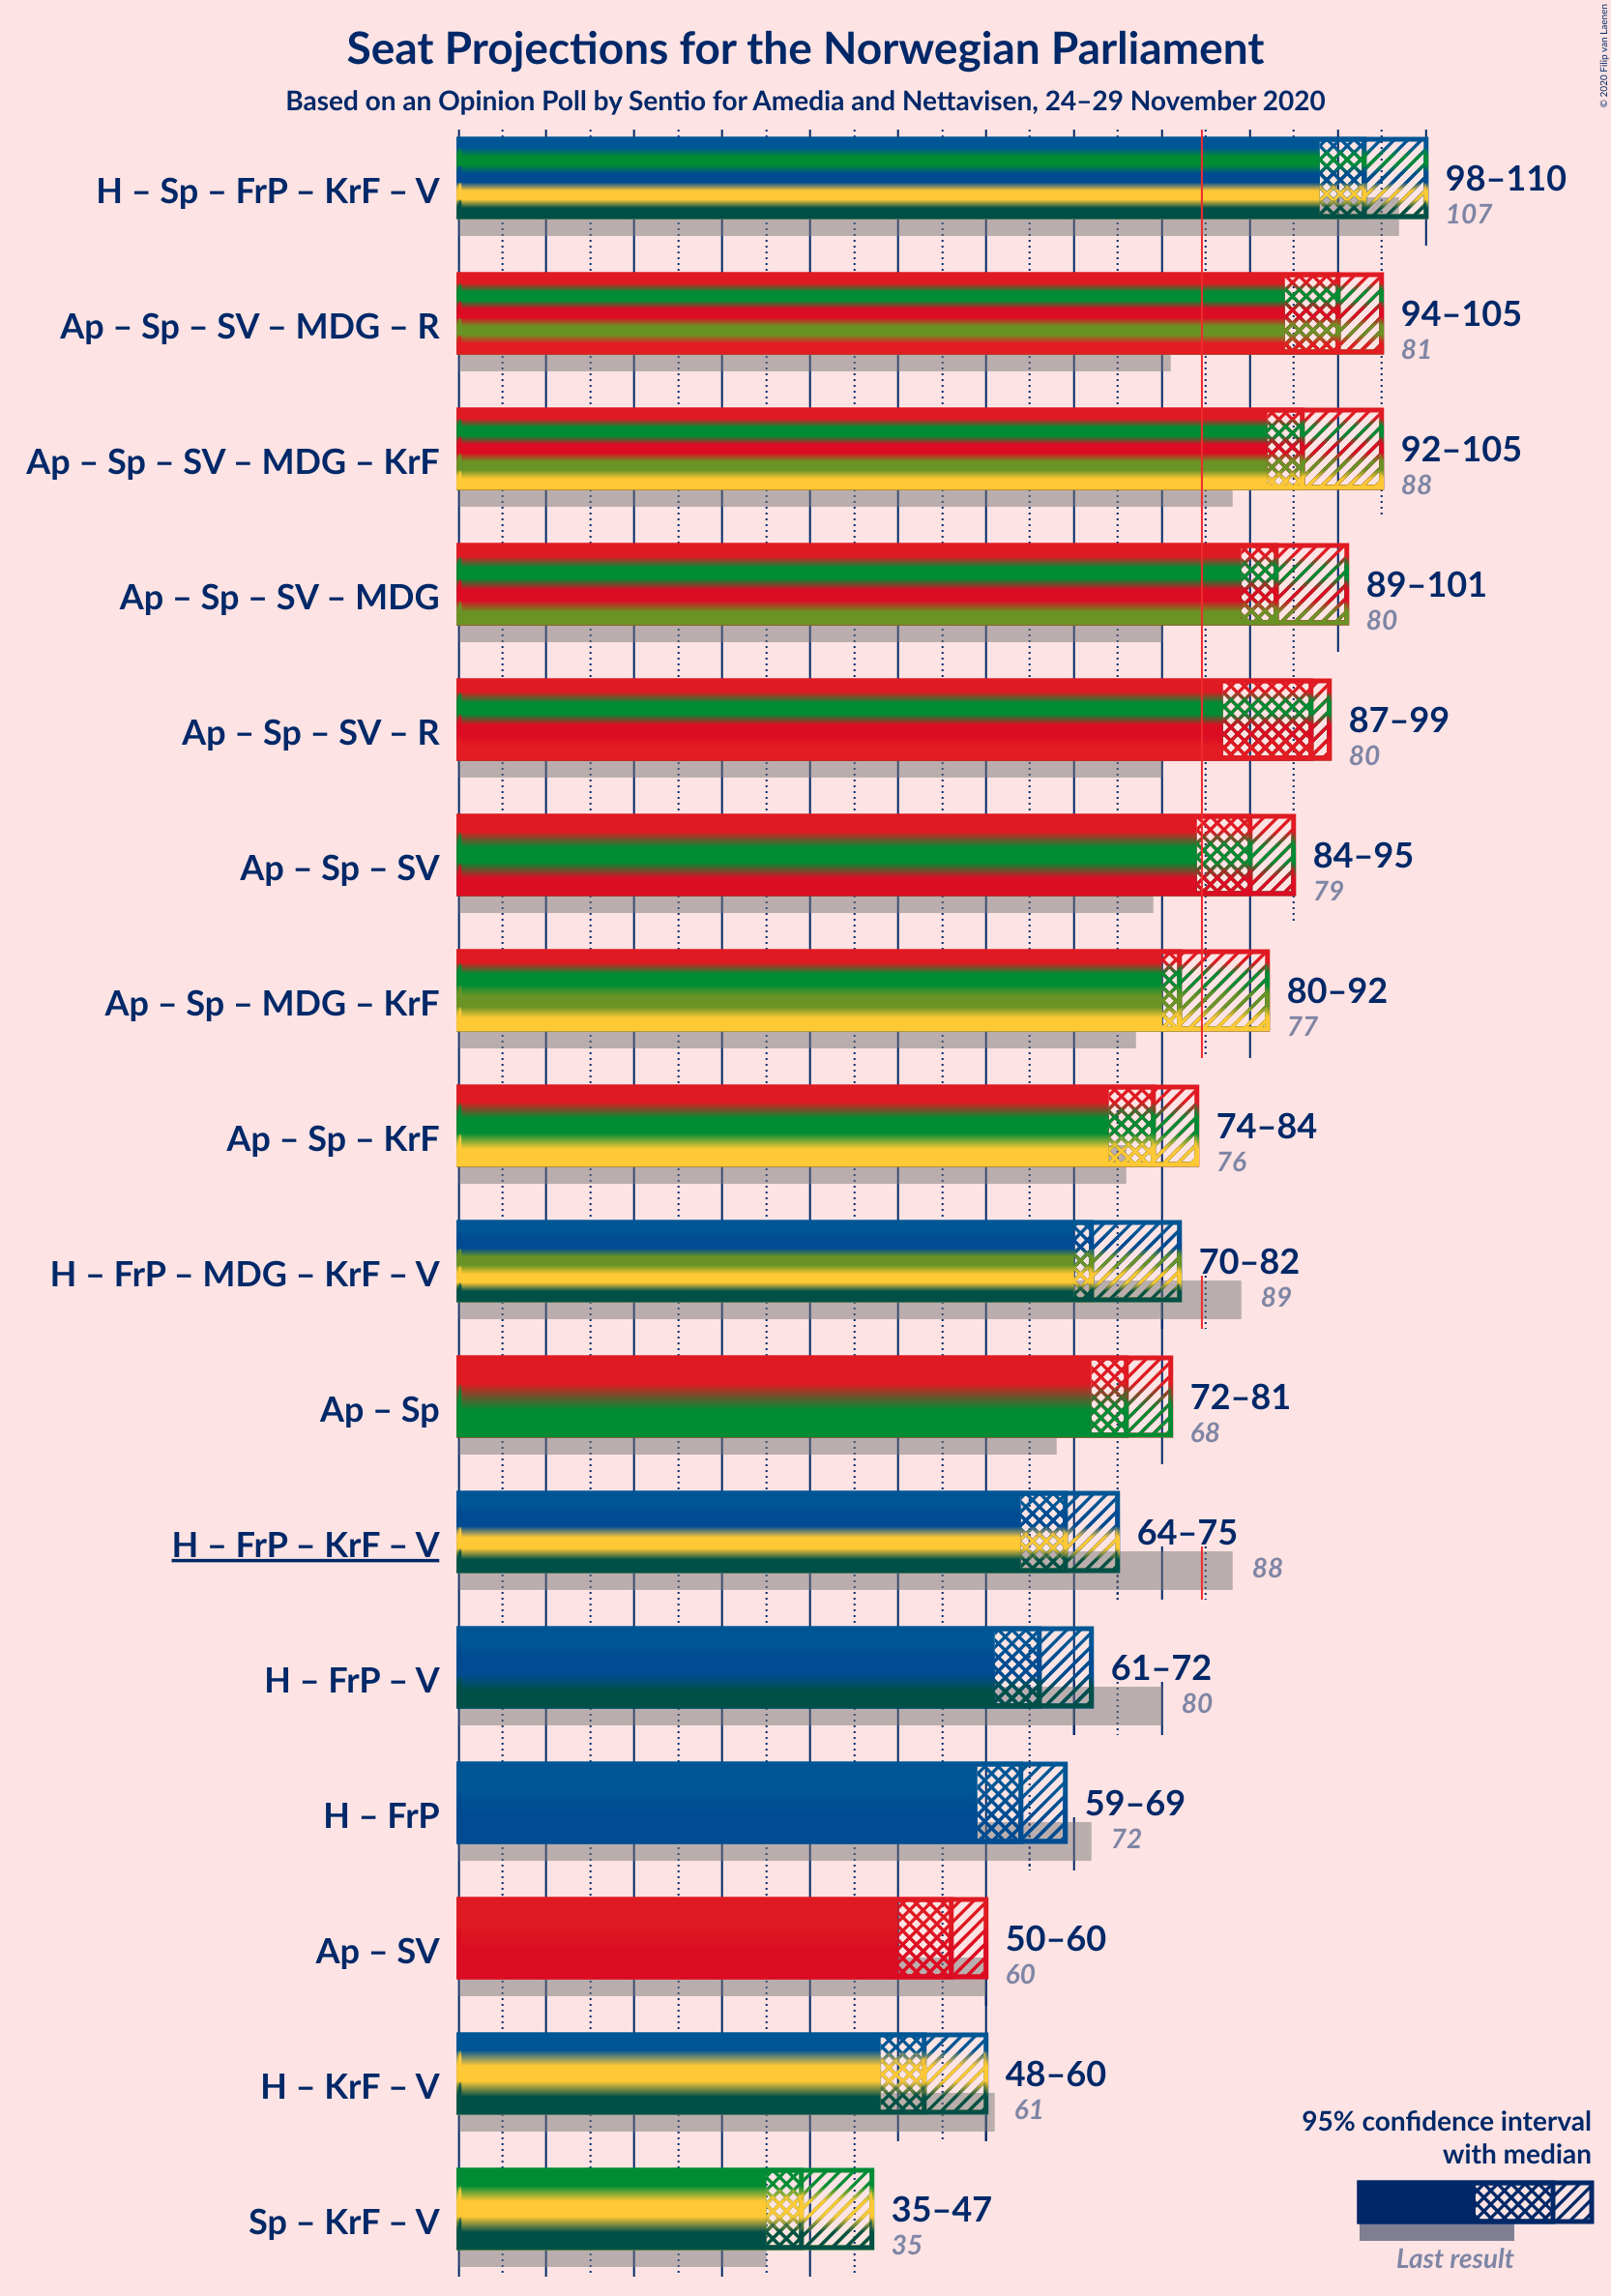 Seat Projections for the Norwegian Parliament
Based on an Opinion Poll by Sentio for Amedia and Nettavisen, 24–29 November 2020
© 2020 Filip van Laenen
H – Sp – FrP – KrF – V
98–110
107
Ap – Sp – SV – MDG – R
94–105
81
Ap – Sp – SV – MDG – KrF
92–105
88
Ap – Sp – SV – MDG
89–101
80
Ap – Sp – SV – R
87–99
80
Ap – Sp – SV
84–95
79
Ap – Sp – MDG – KrF
80–92
77
Ap – Sp – KrF
74–84
76
H – FrP – MDG – KrF – V
70–82
89
Ap – Sp
72–81
68
H – FrP – KrF – V
64–75
88
H – FrP – V
61–72
80
H – FrP
59–69
72
Ap – SV
50–60
60
H – KrF – V
48–60
61
Sp – KrF – V
35–47
35
95% confidence interval
with median
Last result